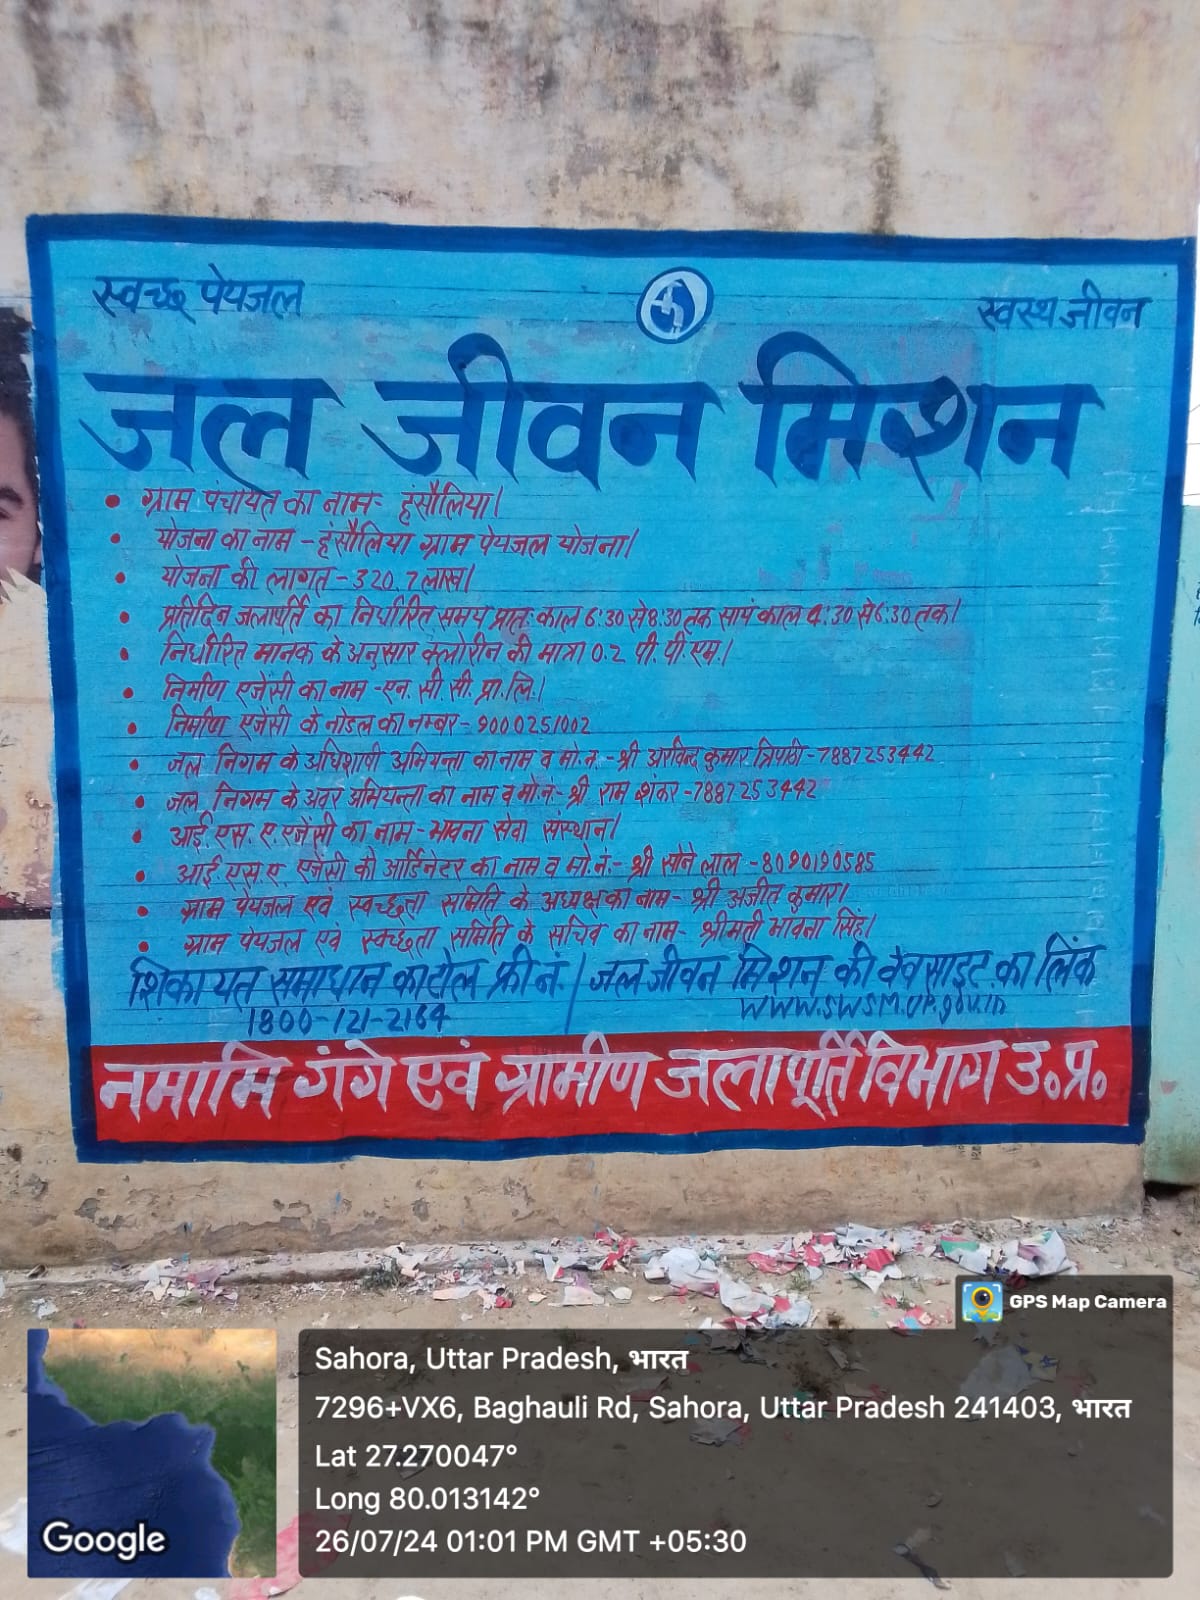 स्वच्छ पेयजल
स्वस्थ जीवन
जल जीवन मिशन
• ग्राम पंचायत का नाम- हंसौलिया।
• योजना का नाम - हंसौलिया ग्राम पेयजल योजना।
• योजना की लागत - 320.7 लाख।
• प्रतिदिन जलापूर्ति का निर्धारित समय प्रातः काल 6:30 से 8:30 तक सायं काल 4:30 से 6:30 तक।
• निर्धारित मानक के अनुसार क्लोरीन की मात्रा 0.2 पी. पी. एम.।
• निर्माण एजेंसी का नाम - एन. सी. सी. प्रा. लि.।
• निर्माण एजेंसी के नोडल का नम्बर - 9000251002
• जल निगम के अधिशाषी अभियन्ता का नाम व मो.नं. - श्री अरविन्द कुमार त्रिपाठी - 7887253442
• जल निगम के अवर अभियन्ता का नाम व मो.नं.- श्री राम शंकर - 7887253442
• आई. एस. ए. एजेंसी का नाम - भावना सेवा संस्थान।
• आई. एस. ए. एजेंसी को आर्डिनेटर का नाम व मो. नं.- श्री सोने लाल - 8090190585
• ग्राम पेयजल एवं स्वच्छता समिति के अध्यक्ष का नाम - श्री अजीत कुमार।
• ग्राम पेयजल एवं स्वच्छता समिति के सचिव का नाम - श्रीमती भावना सिंह।
शिकायत समाधान का टोल फ्री नं. | जल जीवन मिशन की वेवसाइट का लिंक
1800-121-2164 www.swsm.up.gov.in
नमामि गंगे एवं ग्रामीण जलापूर्ति विभाग उ॰प्र॰
GPS Map Camera
Sahora, Uttar Pradesh, भारत
7296+VX6, Baghauli Rd, Sahora, Uttar Pradesh 241403, भारत
Lat 27.270047°
Long 80.013142°
26/07/24 01:01 PM GMT +05:30
Google